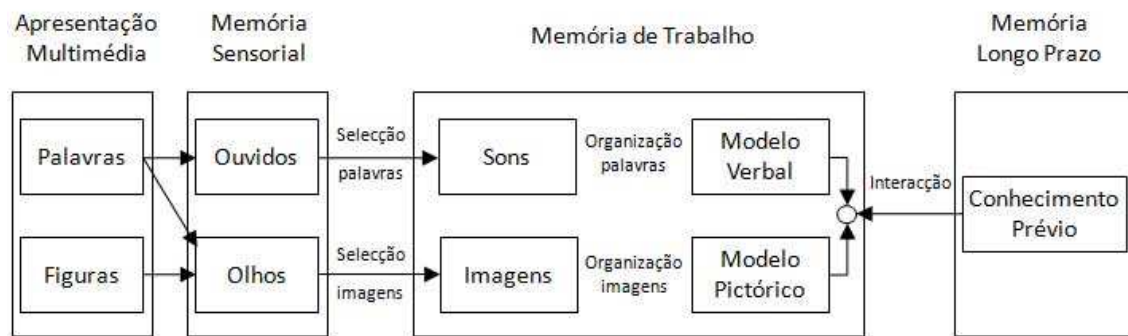 Apresentação
Multimédia
Memória
Sensorial
Memória de Trabalho
Memória
Longo Prazo
Palavras
Figuras
Ouvidos
Olhos
Selecção
palavras
Selecção
imagens
Sons
Imagens
Organização
palavras
Organização
imagens
Modelo
Verbal
Modelo
Pictórico
Interacção
Conhecimento
Prévio